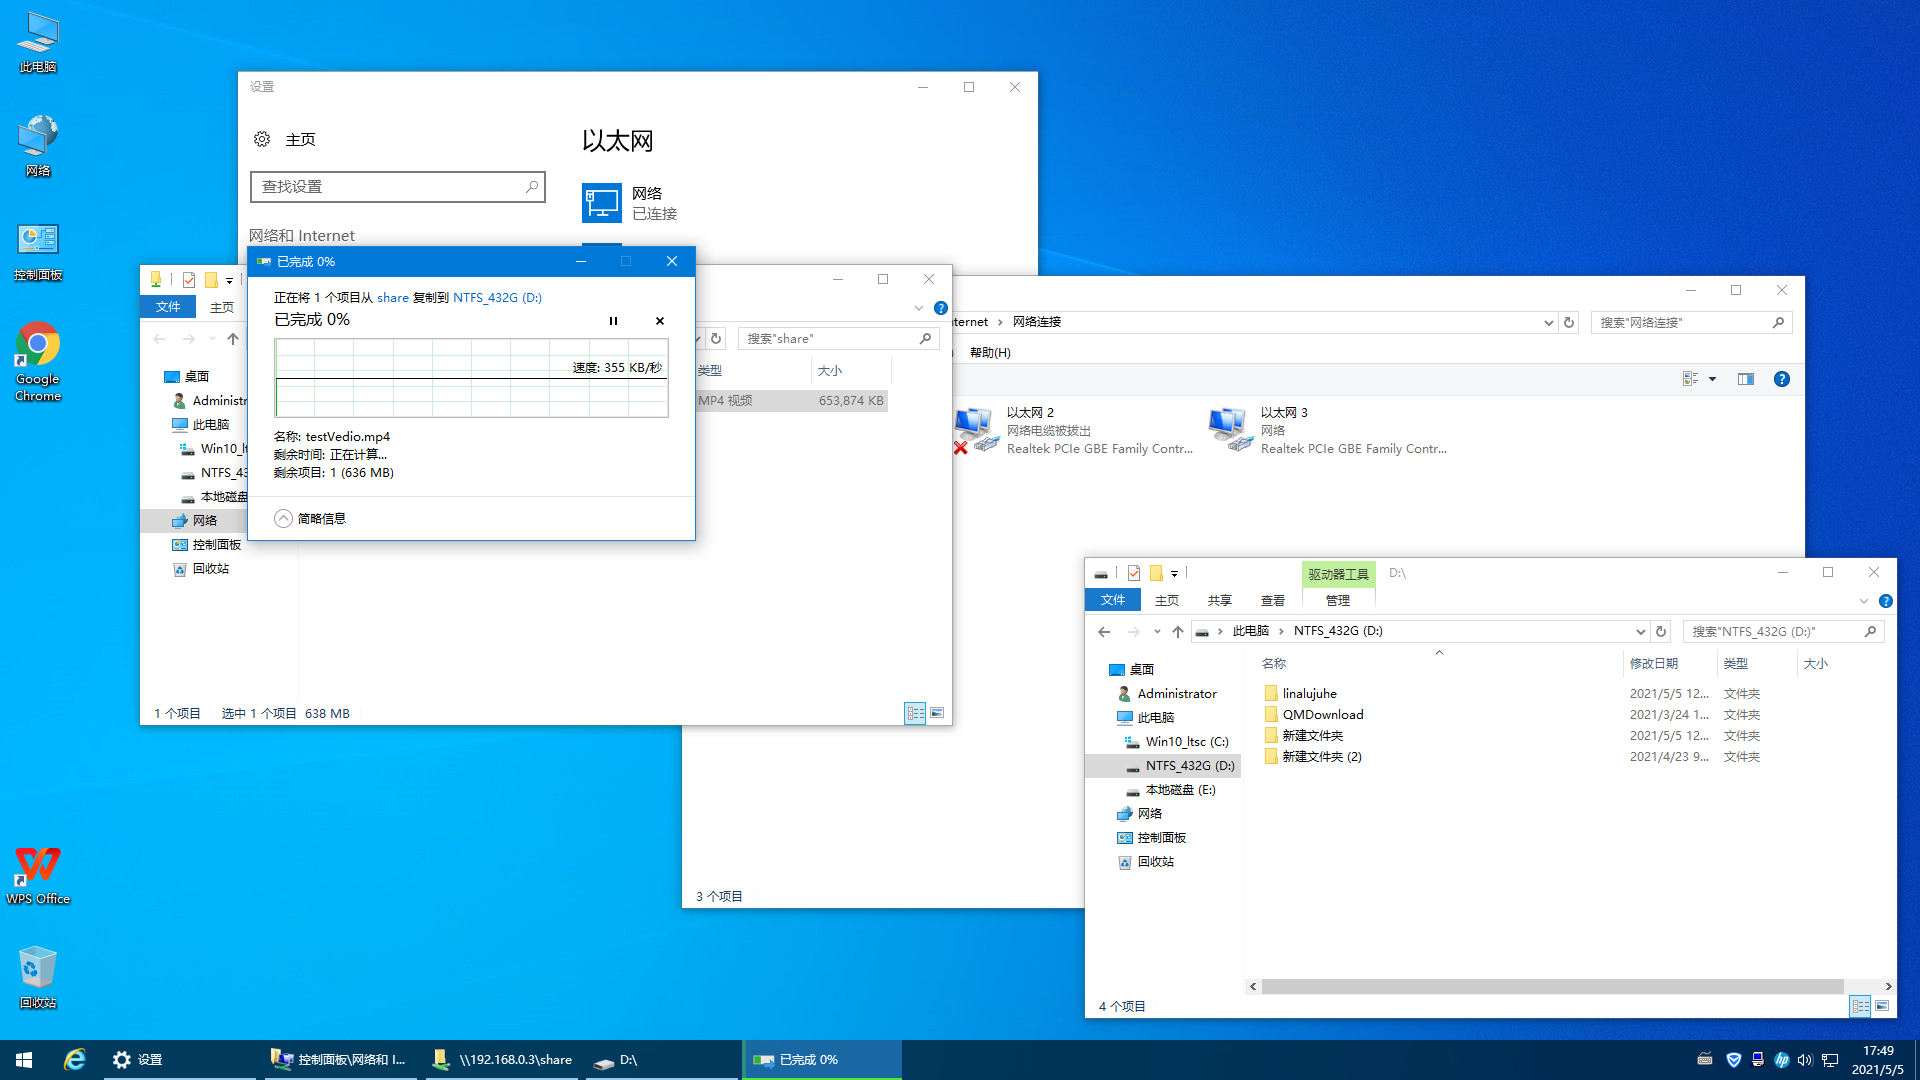 此电脑
网络
控制面板
Google
Chrome
WPS Office
回收站
设置
主页
查找设置
网络和 Internet
以太网
网络
已连接
已完成 0%
正在将 1 个项目从 share 复制到 NTFS_432G (D:)
已完成 0%
速度: 355 KB/秒
名称: testVedio.mp4
剩余时间: 正在计算...
剩余项目: 1 (636 MB)
简略信息
文件
主页
搜索"share"
类型
大小
MP4 视频
653,874 KB
桌面
Administr
此电脑
Win10_lt
NTFS_43
本地磁盘
网络
控制面板
回收站
1 个项目
选中 1 个项目 638 MB
ternet
网络连接
搜索"网络连接"
帮助(H)
以太网 2
网络电缆被拔出
Realtek PCIe GBE Family Contr...
以太网 3
网络
Realtek PCIe GBE Family Contr...
3 个项目
驱动器工具
D:\
文件
主页
共享
查看
管理
此电脑
NTFS_432G (D:)
搜索"NTFS_432G (D:)"
桌面
Administrator
此电脑
Win10_ltsc (C:)
NTFS_432G (D:)
本地磁盘 (E:)
网络
控制面板
回收站
名称
修改日期
类型
大小
linalujuhe
2021/5/5 12...
文件夹
QMDownload
2021/3/24 1...
文件夹
新建文件夹
2021/5/5 12...
文件夹
新建文件夹 (2)
2021/4/23 9...
文件夹
4 个项目
设置
控制面板\网络和 I...
\\192.168.0.3\share
D:\
已完成 0%
17:49
2021/5/5